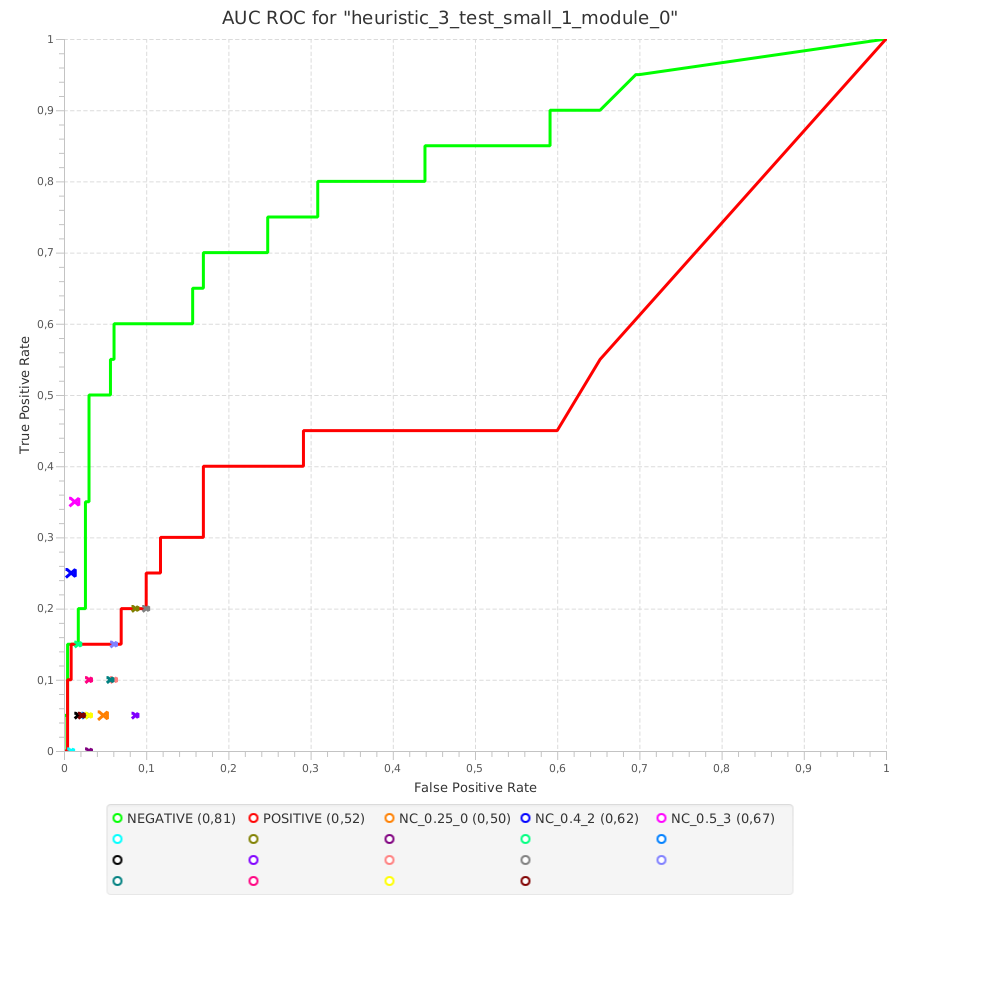 AUC ROC for "heuristic_3_test_small_1_module_0"
1
0,9
0,8
0,7
0,6
0,5
0,4
0,3
0,2
0,1
0
True Positive Rate
0 0,1 0,2 0,3 0,4 0,5 0,6 0,7 0,8 0,9 1
False Positive Rate
NEGATIVE (0,81) POSITIVE (0,52) NC_0.25_0 (0,50) NC_0.4_2 (0,62) NC_0.5_3 (0,67)